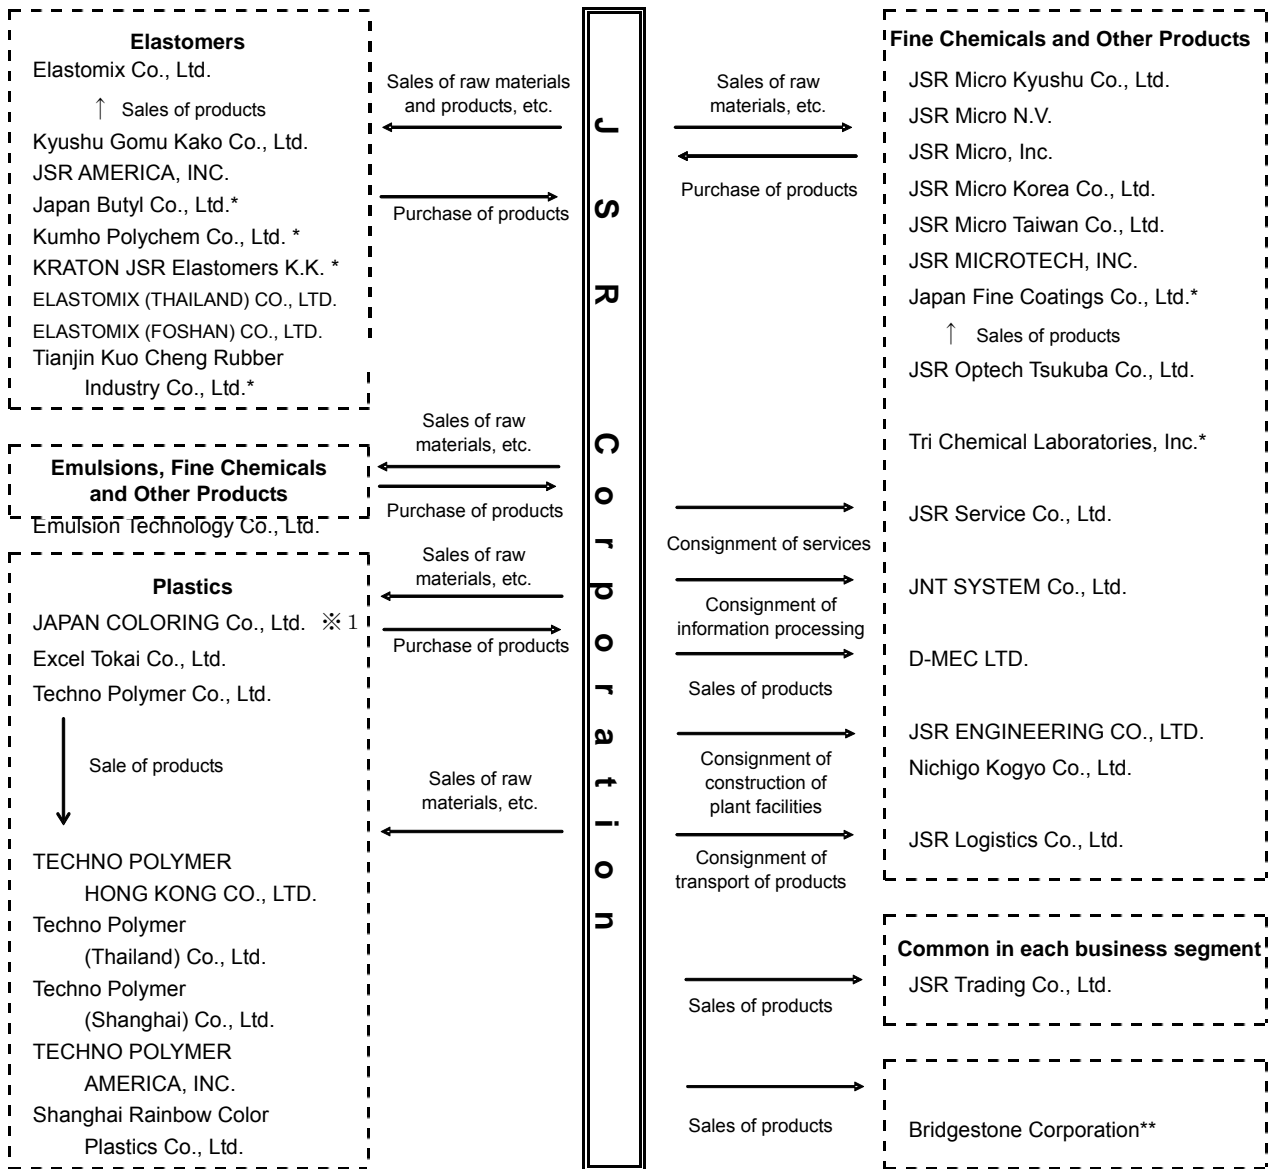 Elastomers
Elastomix Co., Ltd.
↑ Sales of products
Kyushu Gomu Kako Co., Ltd.
JSR AMERICA, INC.
Japan Butyl Co., Ltd.*
Kumho Polychem Co., Ltd. *
KRATON JSR Elastomers K.K. *
ELASTOMIX (THAILAND) CO., LTD.
ELASTOMIX (FOSHAN) CO., LTD.
Tianjin Kuo Cheng Rubber
Industry Co., Ltd.*
Emulsions, Fine Chemicals
and Other Products
Emulsion Technology Co., Ltd.
Plastics
JAPAN COLORING Co., Ltd. ※1
Excel Tokai Co., Ltd.
Techno Polymer Co., Ltd.
Sale of products
TECHNO POLYMER
HONG KONG CO., LTD.
Techno Polymer
(Thailand) Co., Ltd.
Techno Polymer
(Shanghai) Co., Ltd.
TECHNO POLYMER
AMERICA, INC.
Shanghai Rainbow Color
Plastics Co., Ltd.
Sales of raw materials
and products, etc.
Purchase of products
Sales of raw
materials, etc.
Purchase of products
Sales of raw
materials, etc.
Purchase of products
Sales of raw
materials, etc.
JSR Corporation
Sales of raw
materials, etc.
Purchase of products
Consignment of services
Consignment of
information processing
Sales of products
Consignment of
construction of
plant facilities
Consignment of
transport of products
Sales of products
Sales of products
Fine Chemicals and Other Products
JSR Micro Kyushu Co., Ltd.
JSR Micro N.V.
JSR Micro, Inc.
JSR Micro Korea Co., Ltd.
JSR Micro Taiwan Co., Ltd.
JSR MICROTECH, INC.
Japan Fine Coatings Co., Ltd.*
↑ Sales of products
JSR Optech Tsukuba Co., Ltd.
Tri Chemical Laboratories, Inc.*
JSR Service Co., Ltd.
JNT SYSTEM Co., Ltd.
D-MEC LTD.
JSR ENGINEERING CO., LTD.
Nichigo Kogyo Co., Ltd.
JSR Logistics Co., Ltd.
Common in each business segment
JSR Trading Co., Ltd.
Bridgestone Corporation**